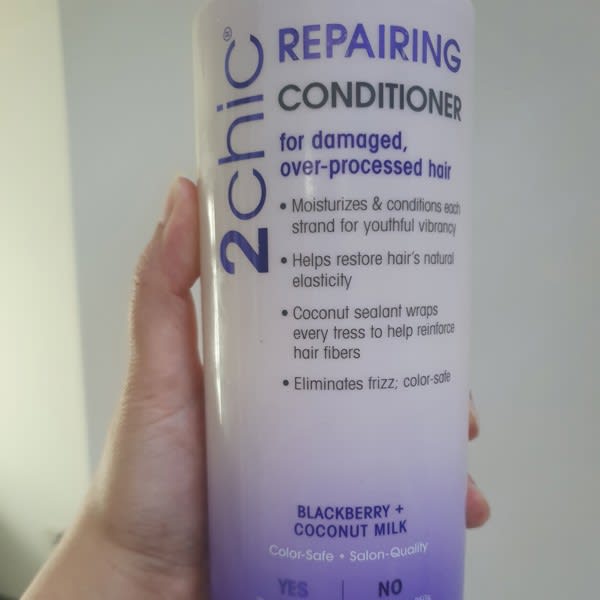 2chic®
REPAIRING
CONDITIONER
for damaged,
over-processed hair
• Moisturizes & conditions each
strand for youthful vibrancy
• Helps restore hair's natural
elasticity
• Coconut sealant wraps
every tress to help reinforce
hair fibers
• Eliminates frizz; color-safe
BLACKBERRY +
COCONUT MILK
Color-Safe • Salon-Quality
YES | NO